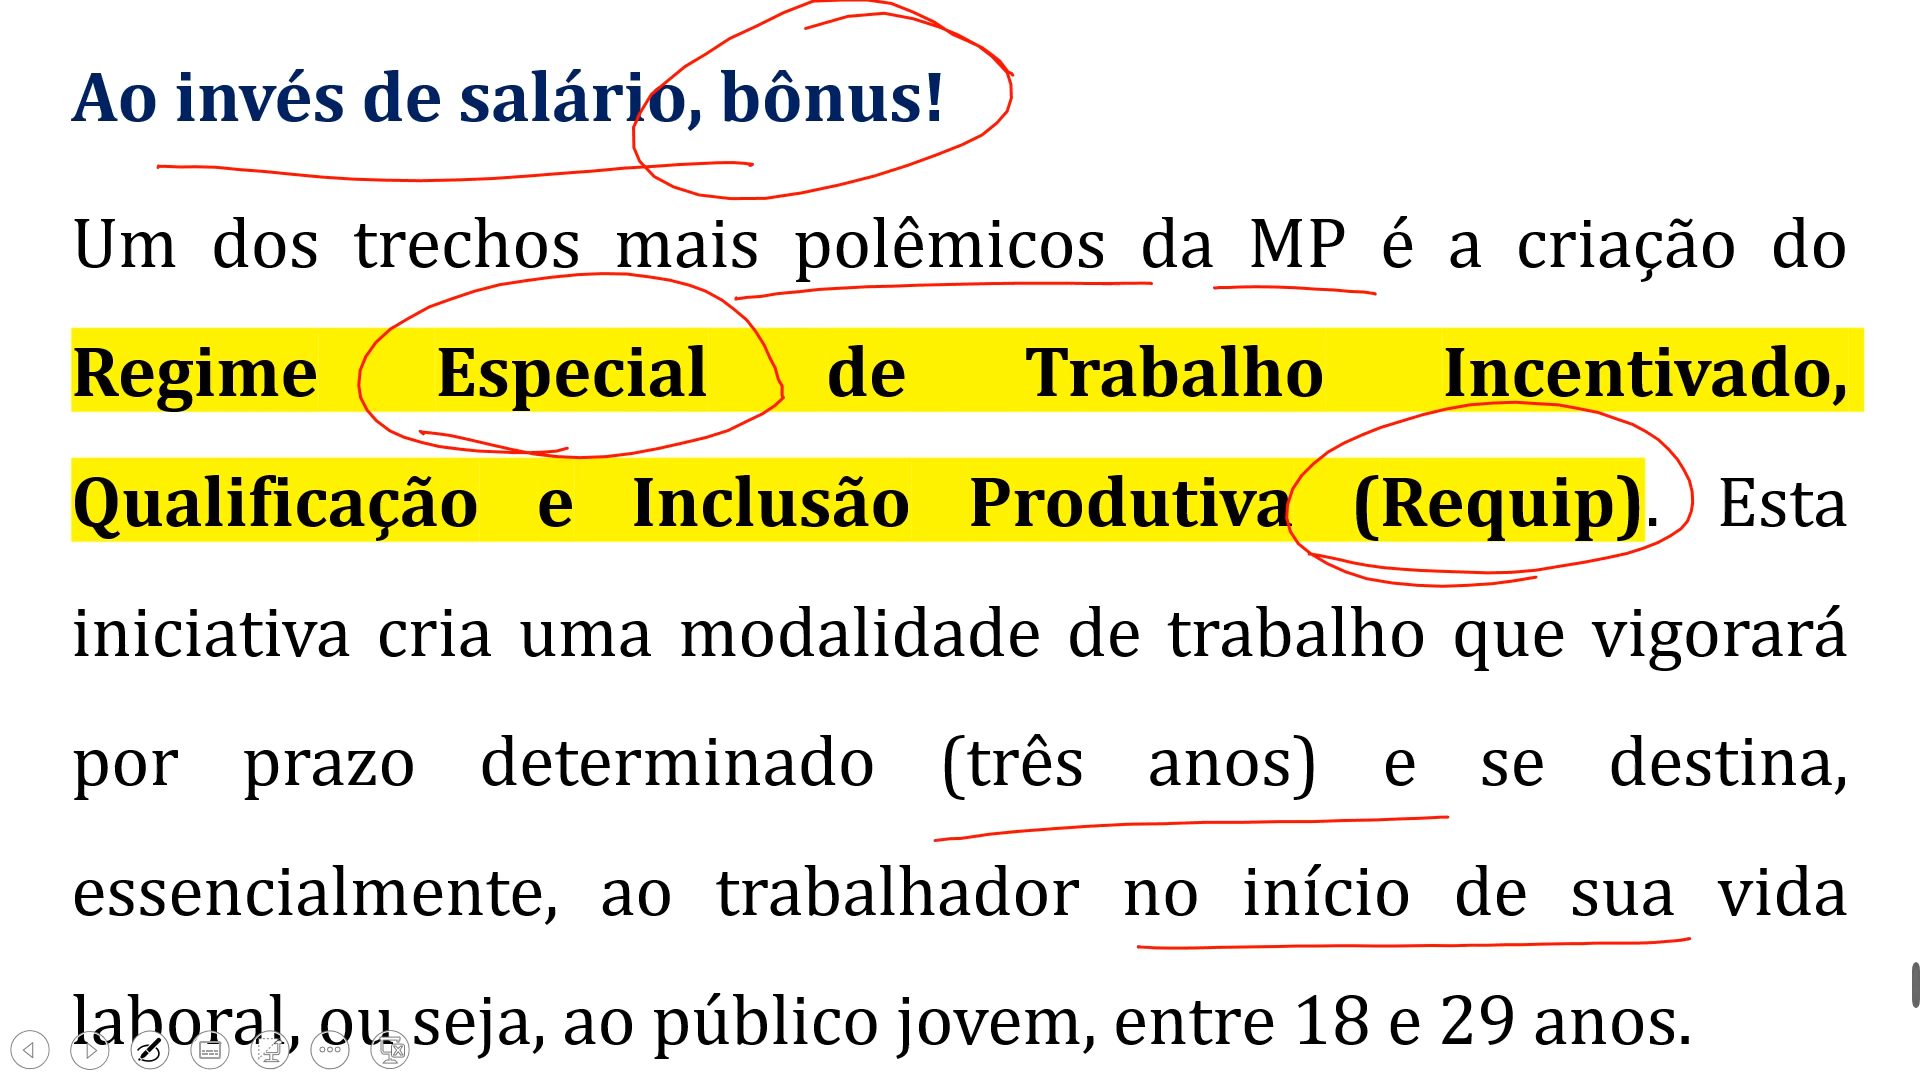 Ao invés de salário, bônus!
Um dos trechos mais polêmicos da MP é a criação do
Regime Especial de Trabalho Incentivado,
Qualificação e Inclusão Produtiva (Requip). Esta
iniciativa cria uma modalidade de trabalho que vigorará
por prazo determinado (três anos) e se destina,
essencialmente, ao trabalhador no início de sua vida
laboral, ou seja, ao público jovem, entre 18 e 29 anos.